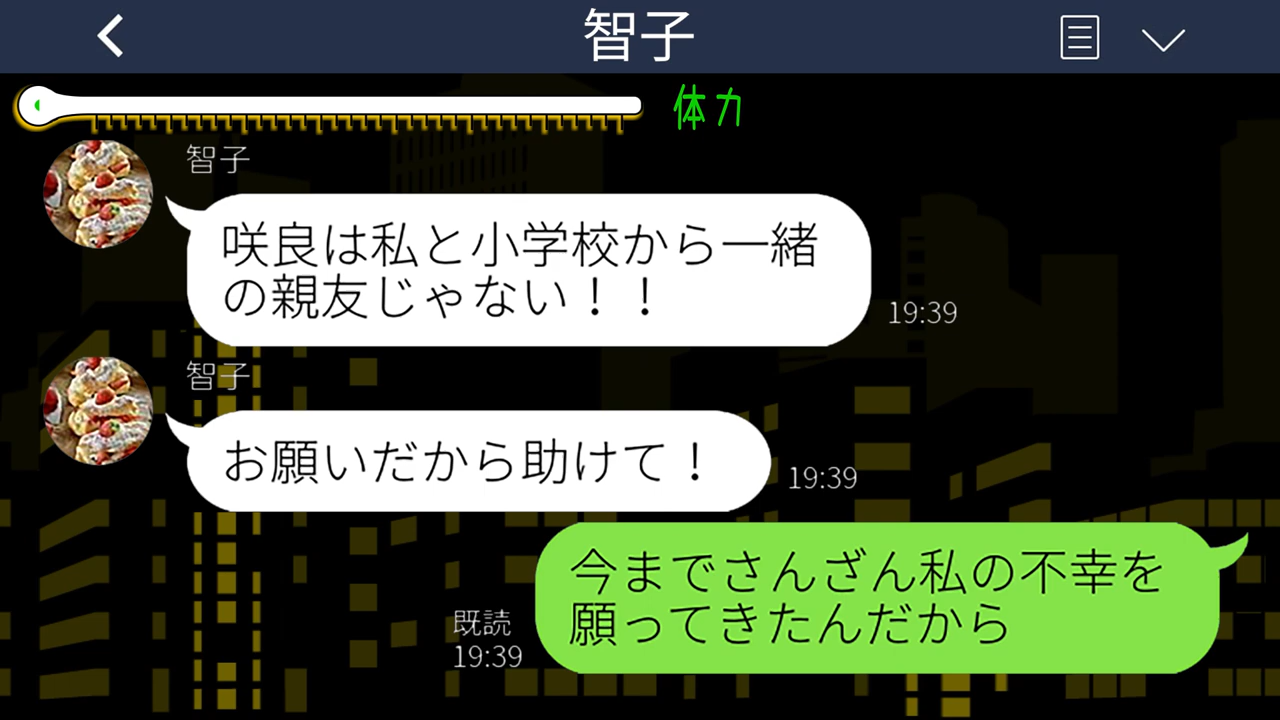 智子
体力
智子
咲良は私と小学校から一緒
の親友じゃない！！
19:39
智子
お願いだから助けて！
19:39
今までさんざん私の不幸を
願ってきたんだから
既読
19:39